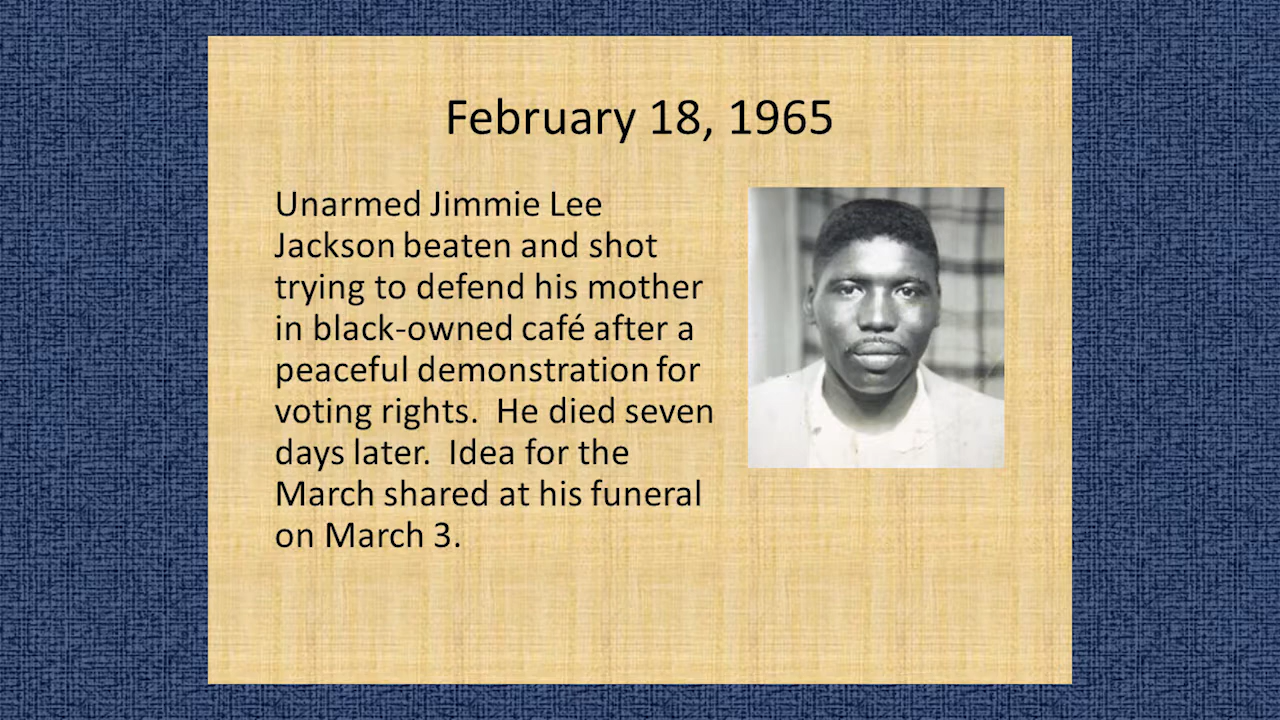 February 18, 1965
Unarmed Jimmie Lee
Jackson beaten and shot
trying to defend his mother
in black-owned café after a
peaceful demonstration for
voting rights.  He died seven
days later.  Idea for the
March shared at his funeral
on March 3.